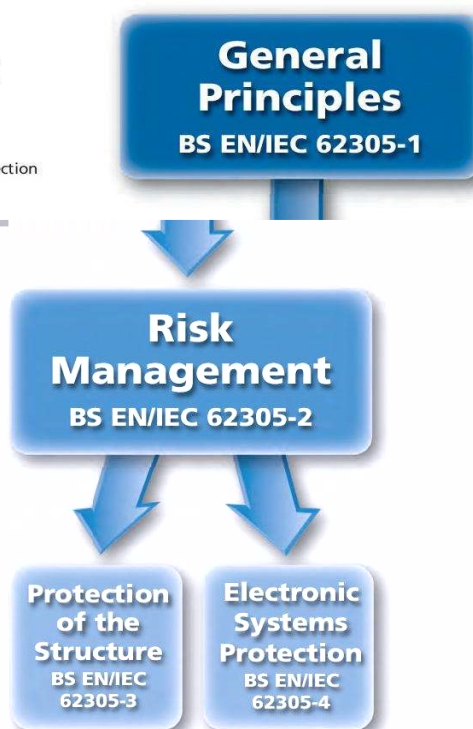 General
Principles
BS EN/IEC 62305-1
Risk
Management
BS EN/IEC 62305-2
Protection
of the
Structure
BS EN/IEC
62305-3
Electronic
Systems
Protection
BS EN/IEC
62305-4